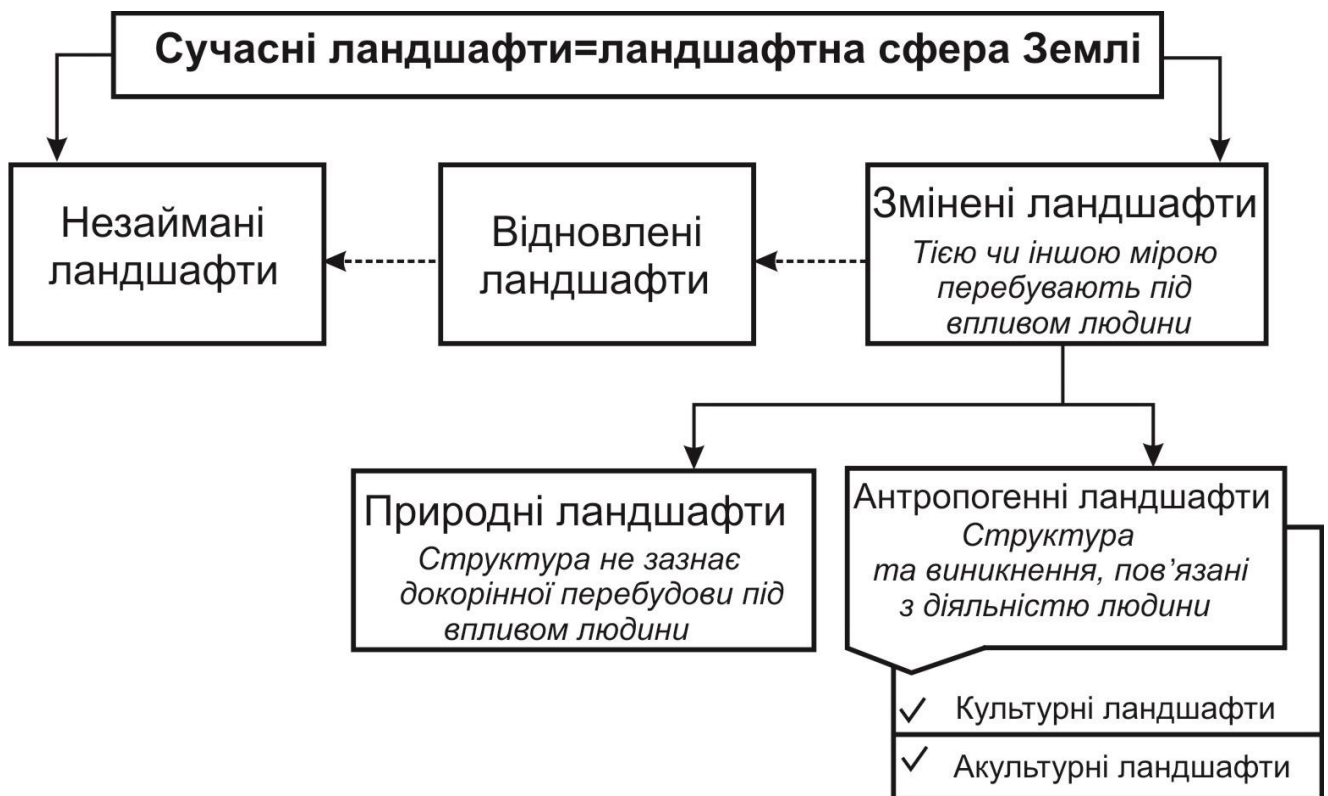 Сучасні ландшафти=ландшафтна сфера Землі
Незаймані
ландшафти
Відновлені
ландшафти
Змінені ландшафти
Тією чи іншою мірою
перебувають під
впливом людини
Природні ландшафти
Структура не зазнає
докорінної перебудови під
впливом людини
Антропогенні ландшафти
Структура
та виникнення, пов’язані
з діяльністю людини
Культурні ландшафти
Акультурні ландшафти